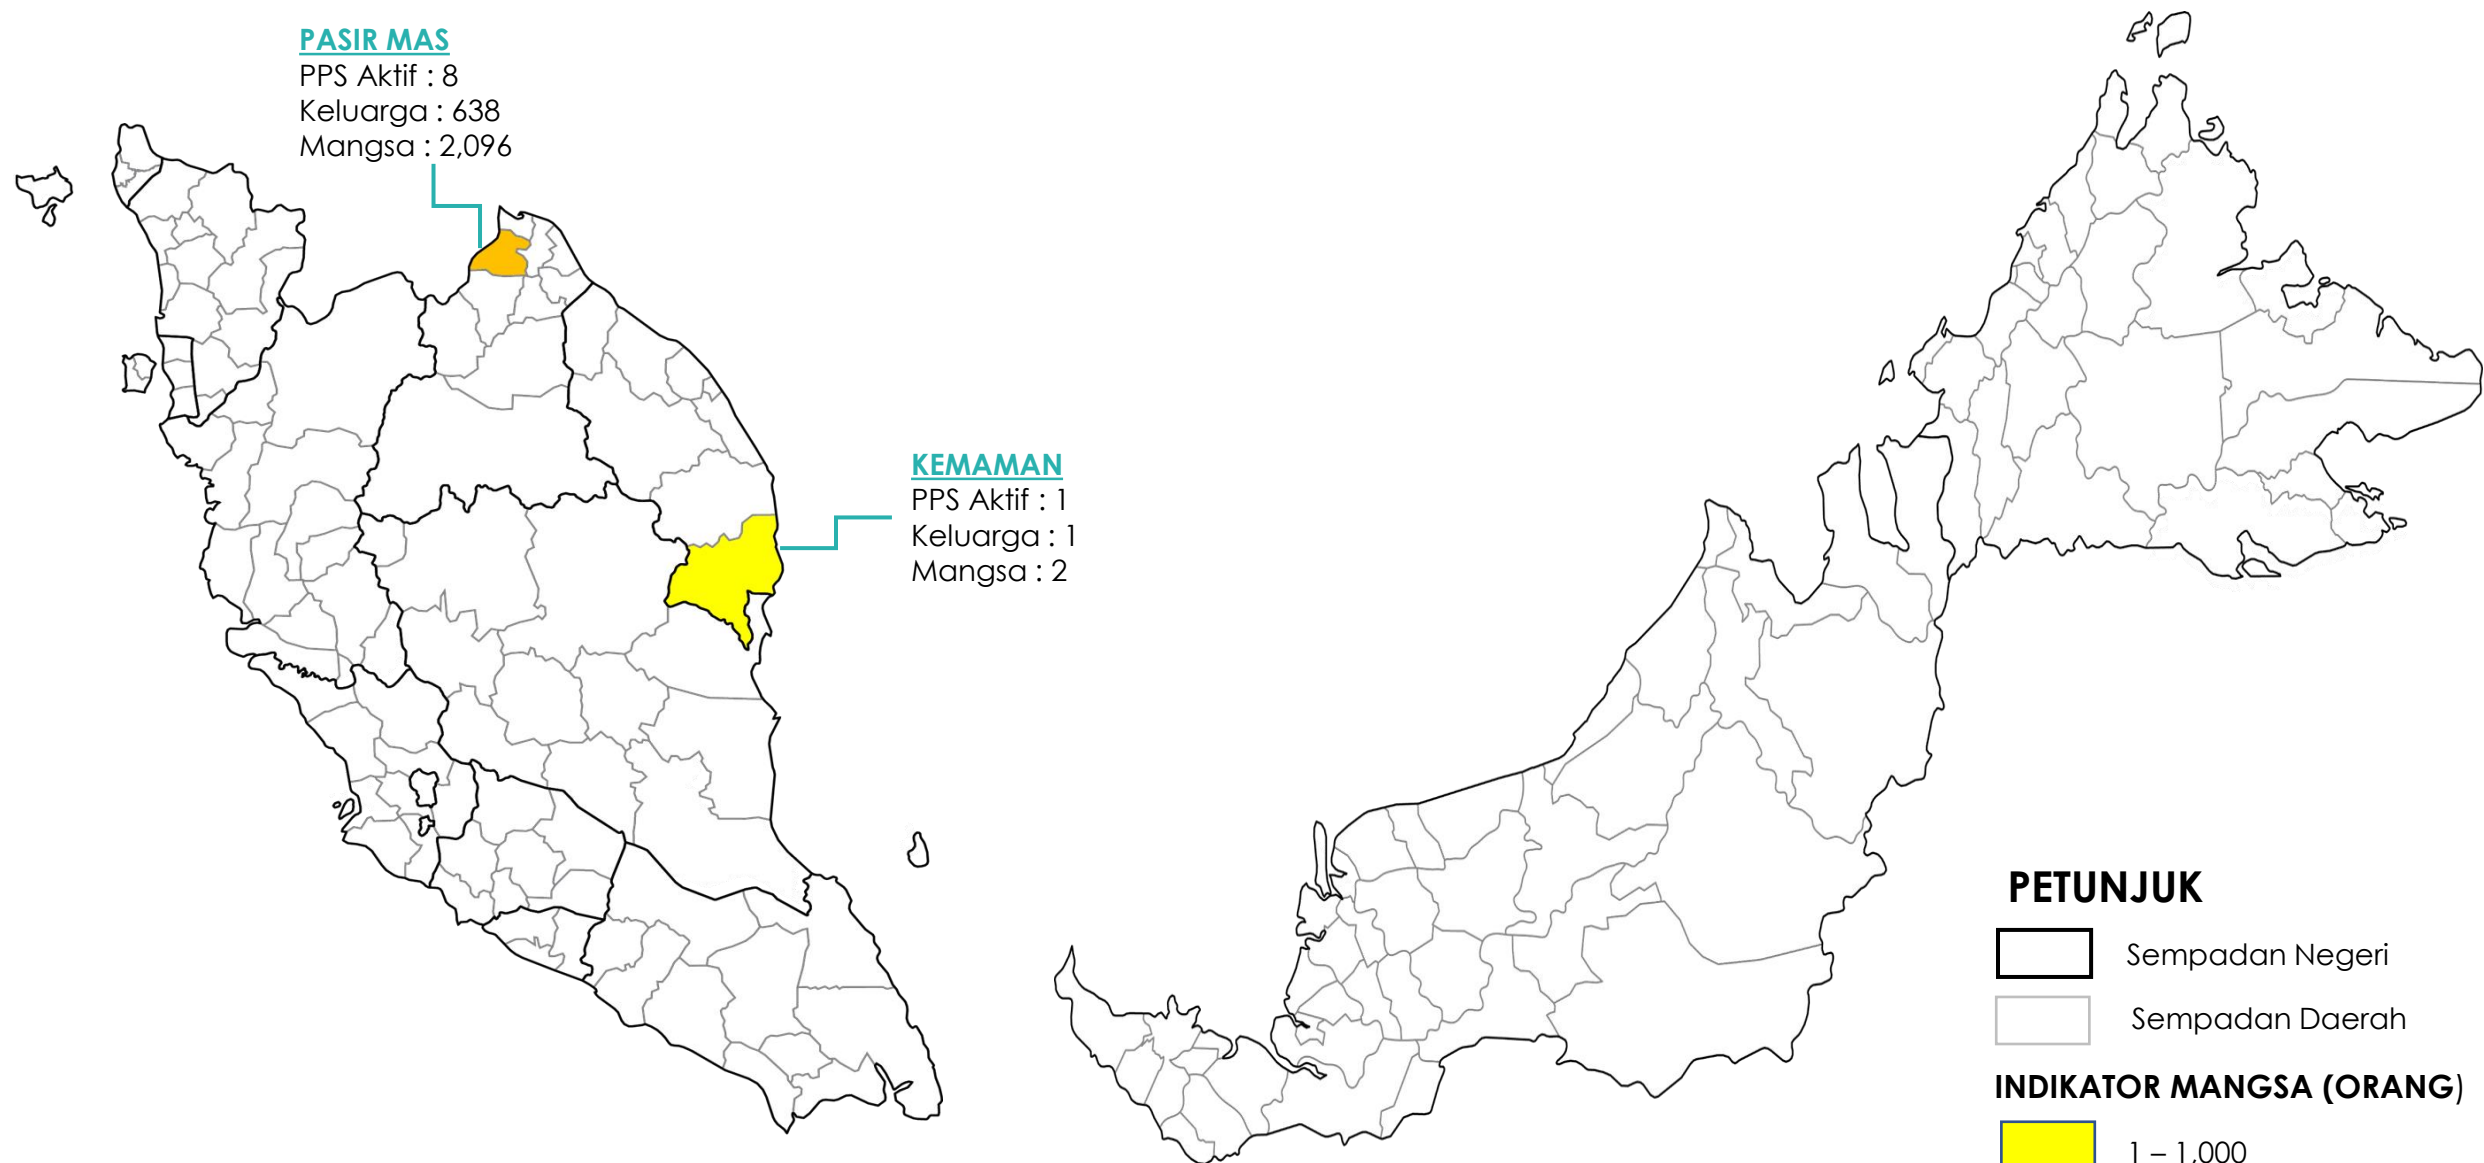 PASIR MAS
PPS Aktif : 8
Keluarga : 638
Mangsa : 2,096
KEMAMAN
PPS Aktif : 1
Keluarga : 1
Mangsa : 2
PETUNJUK
Sempadan Negeri
Sempadan Daerah
INDIKATOR MANGSA (ORANG)
1 – 1,000